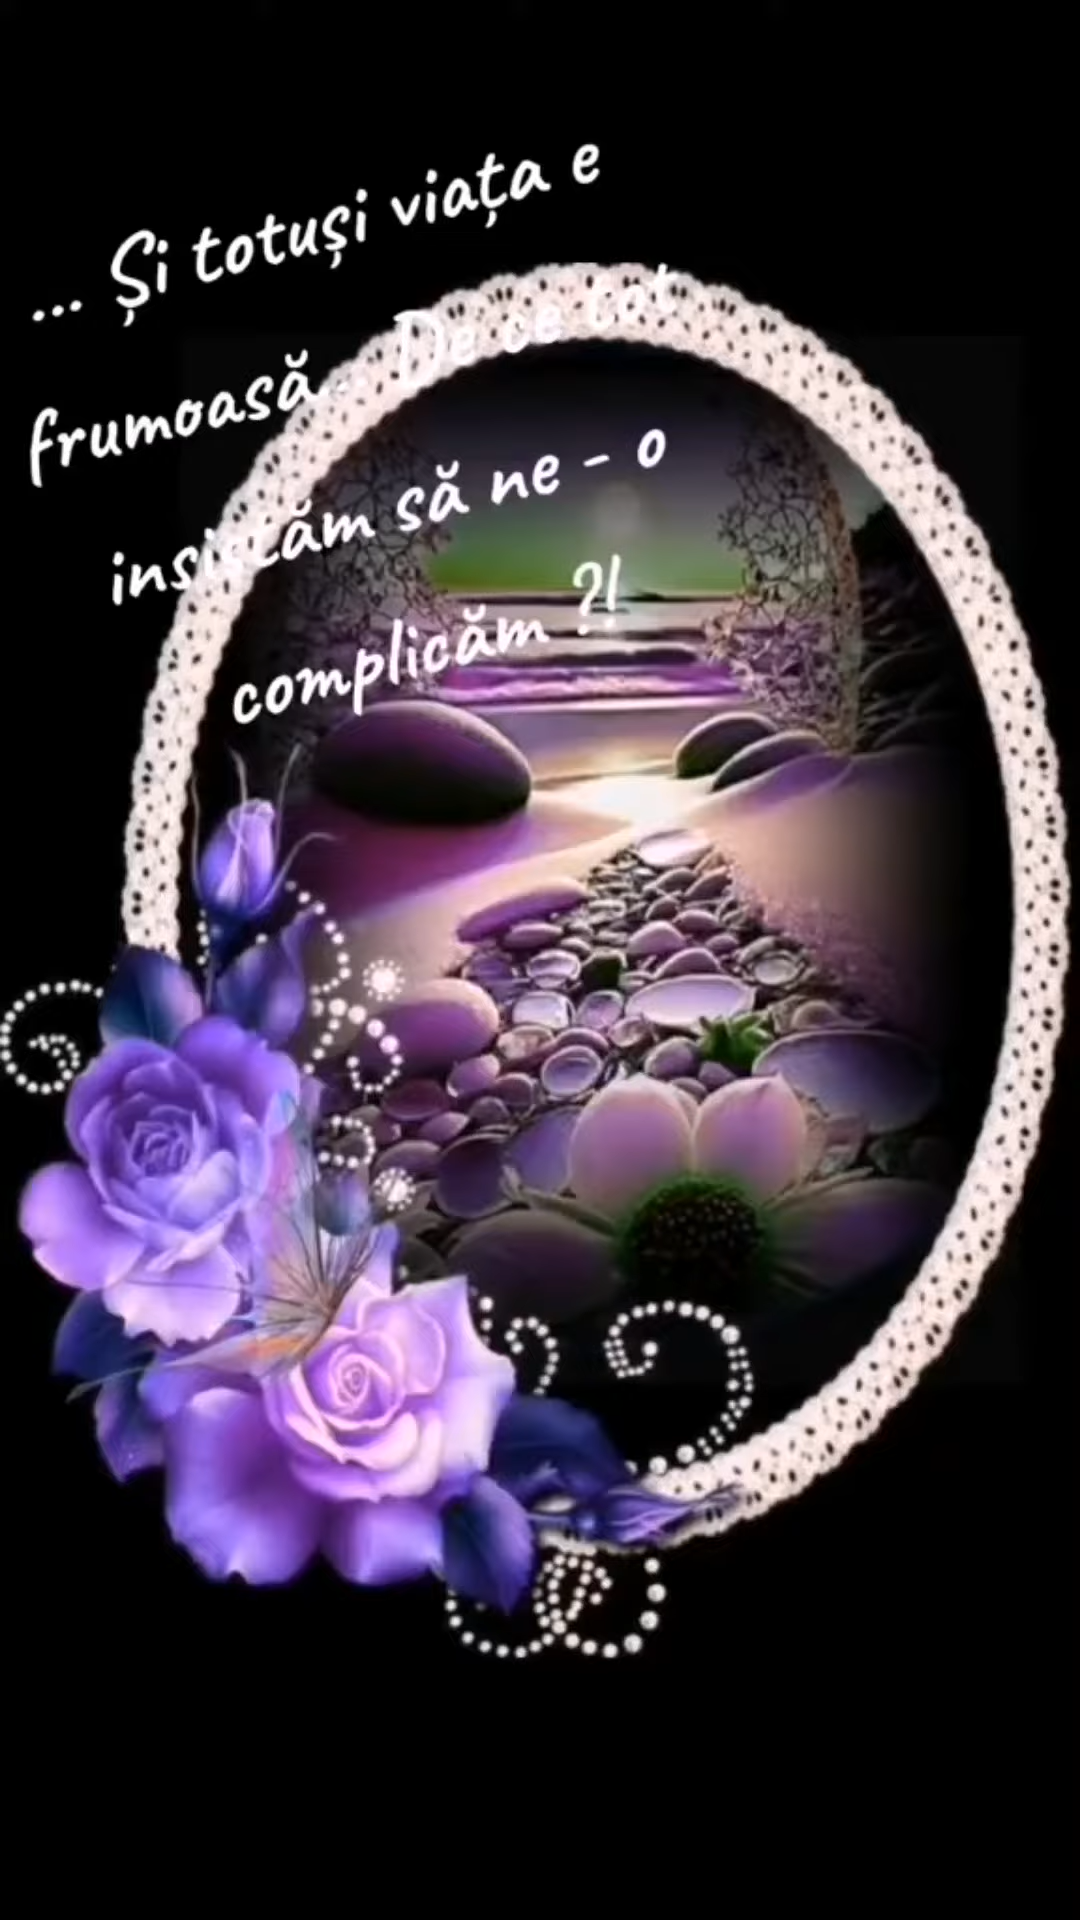 ... Și totuși viața e
frumoasă... De ce tot
insistăm să ne - o
complicăm ?!